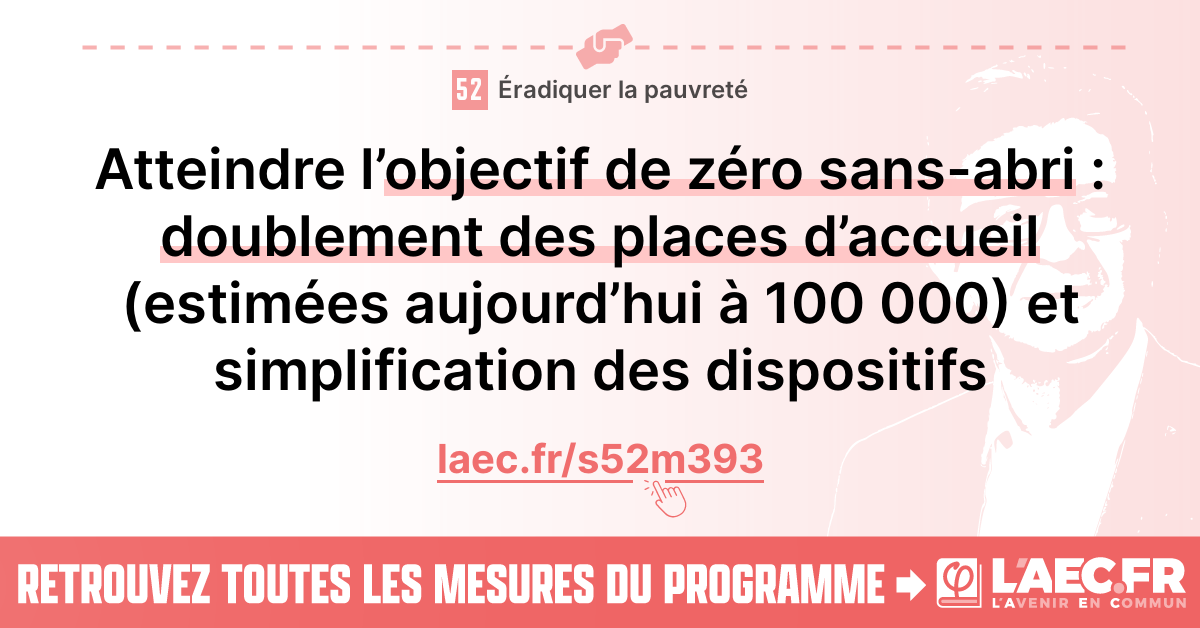 52 Éradiquer la pauvreté
Atteindre l’objectif de zéro sans-abri :
doublement des places d’accueil
(estimées aujourd’hui à 100 000) et
simplification des dispositifs
laec.fr/s52m393
RETROUVEZ TOUTES LES MESURES DU PROGRAMME
φ L'AEC.FR
L'AVENIR EN COMMUN